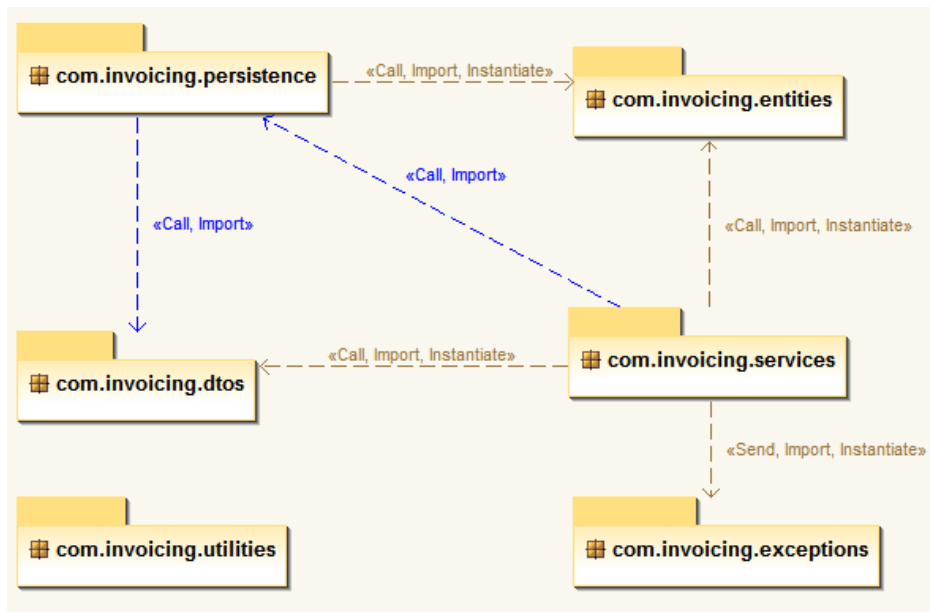 com.invoicing.persistence
«Call, Import, Instantiate»
com.invoicing.entities
«Call, Import»
«Call, Import»
«Call, Import, Instantiate»
com.invoicing.dtos
«Call, Import, Instantiate»
com.invoicing.services
«Send, Import, Instantiate»
com.invoicing.utilities
com.invoicing.exceptions